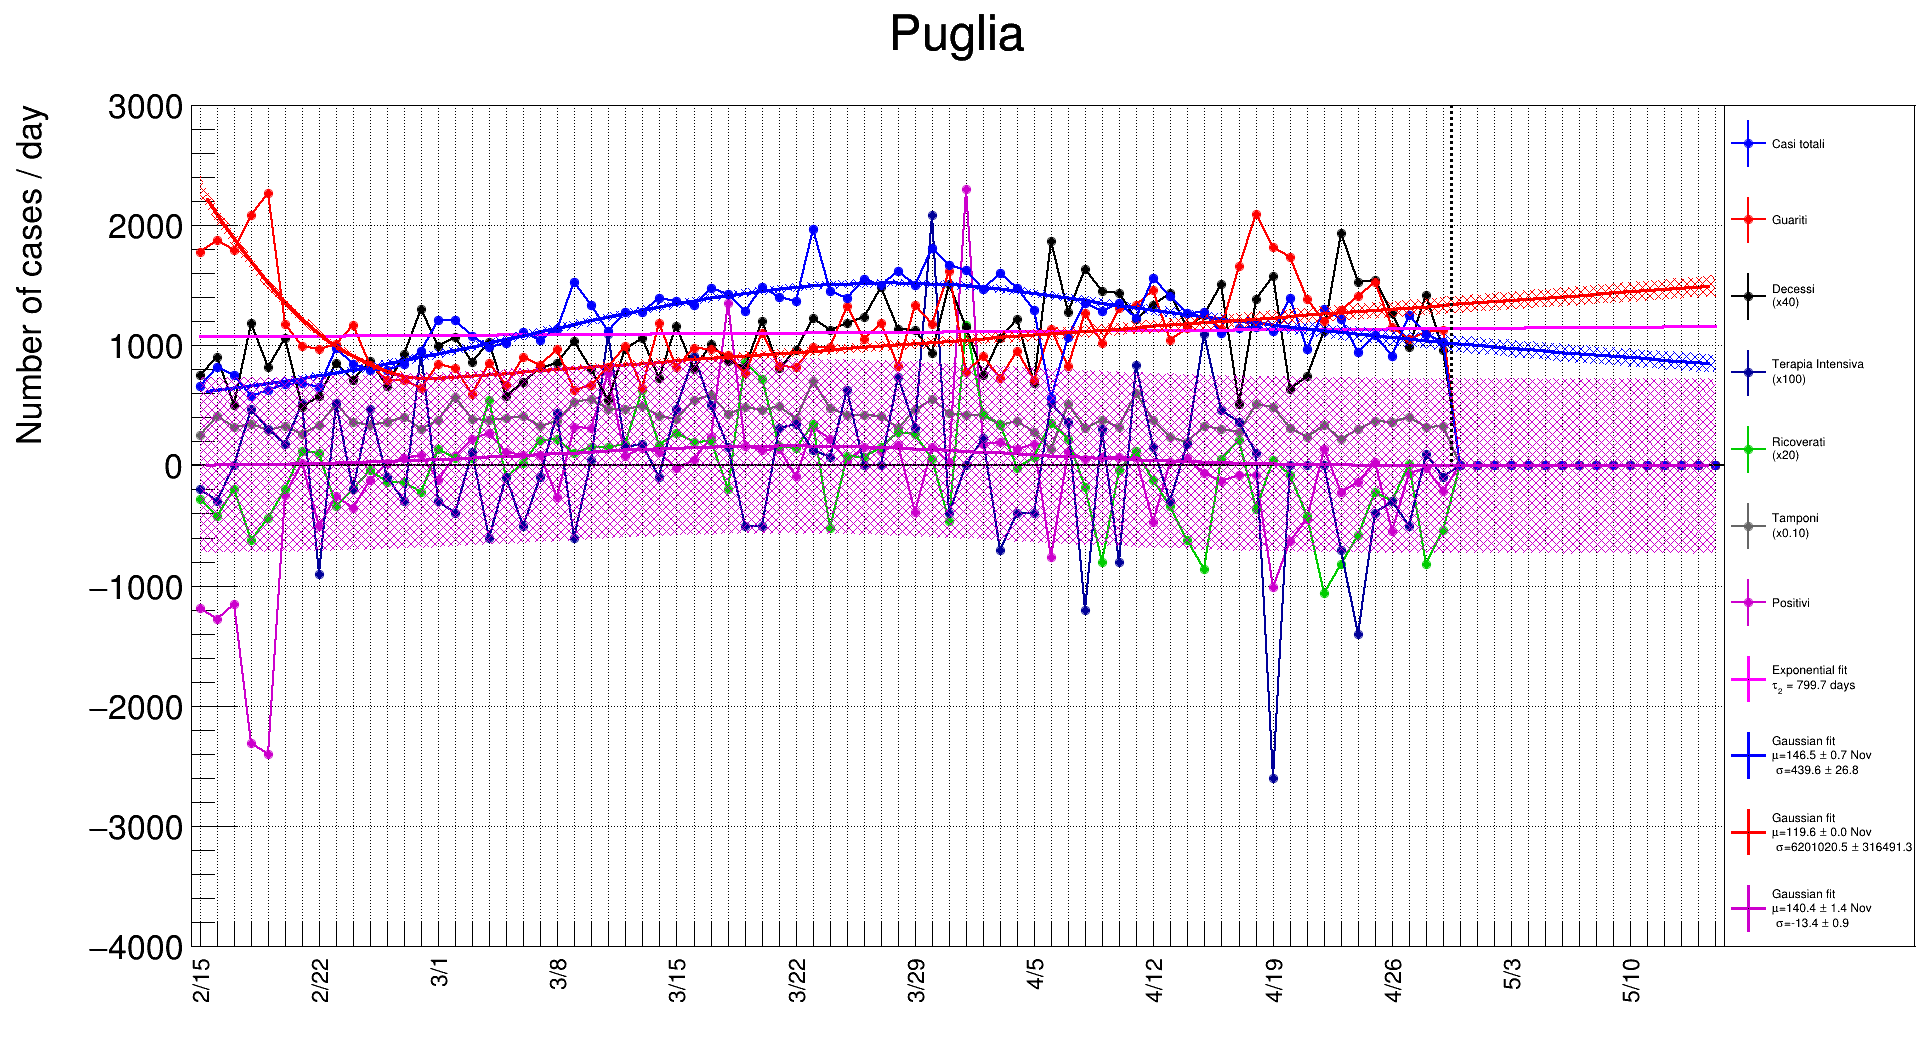 Puglia
Number of cases / day
3000
2000
1000
0
−1000
−2000
−3000
−4000
2/15
2/22
3/1
3/8
3/15
3/22
3/29
4/5
4/12
4/19
4/26
5/3
5/10
Casi totali
Guariti
Decessi
(x40)
Terapia Intensiva
(x100)
Ricoverati
(x20)
Tamponi
(x0.10)
Positivi
Exponential fit
τ2 = 799.7 days
Gaussian fit
μ=146.5 ± 0.7 Nov
σ=439.6 ± 26.8
Gaussian fit
μ=119.6 ± 0.0 Nov
σ=6201020.5 ± 316491.3
Gaussian fit
μ=140.4 ± 1.4 Nov
σ=-13.4 ± 0.9